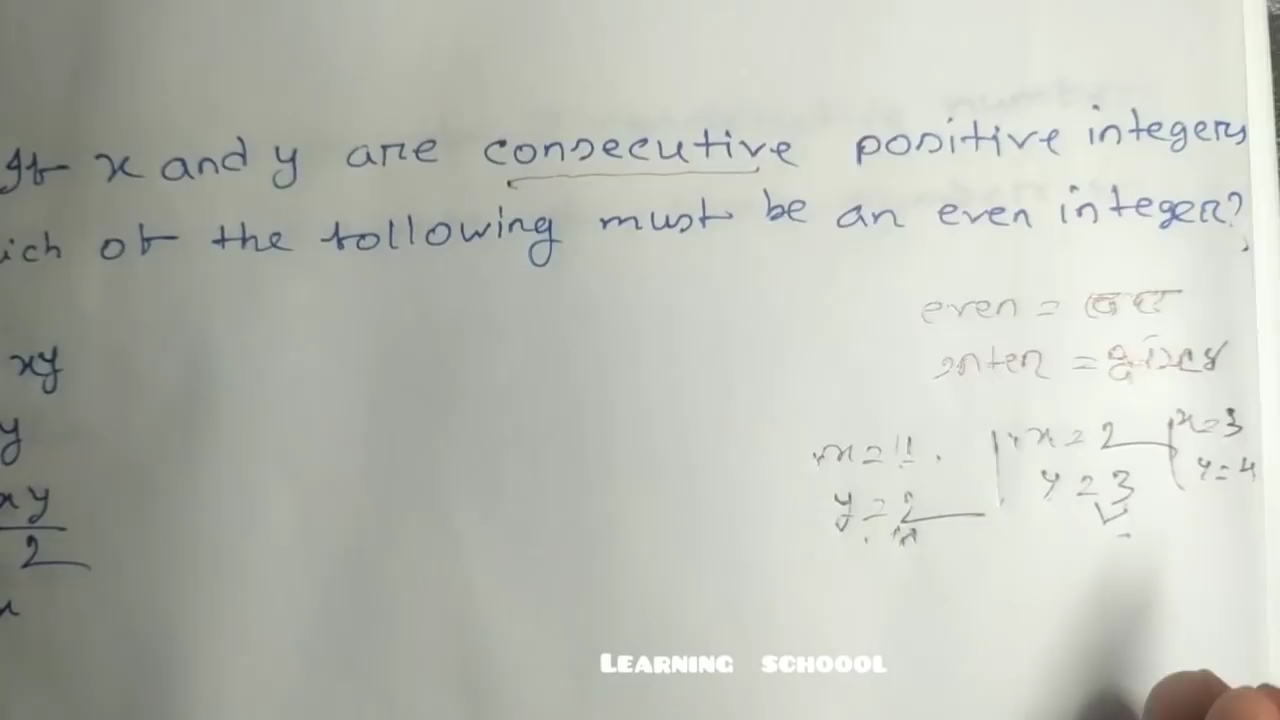 If x and y are consecutive positive integers
ich of the following must be an even integer?
even =
xy
y
xy
2
x
x = 1
y = 2
x = 2
y = 3
x = 3
y = 4
LEARNING SCHOOOL